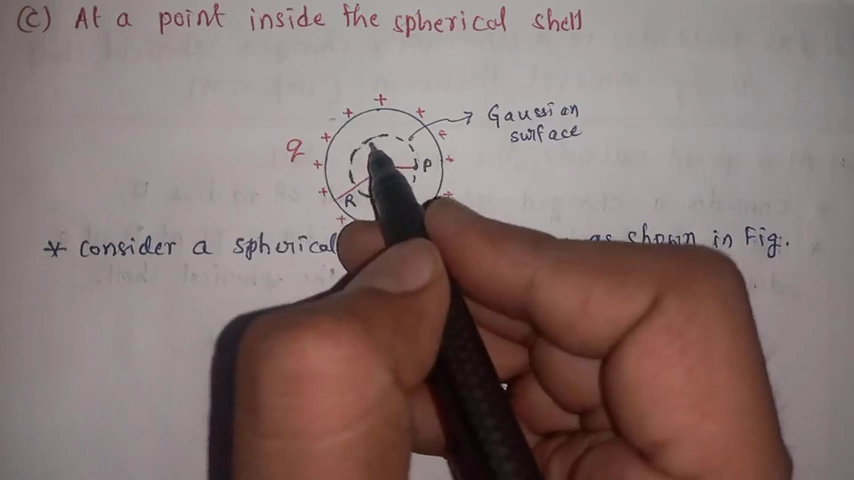 (C) At a point inside the spherical shell
Gaussian
surface
q
P
R
* consider a spherical as shown in Fig.